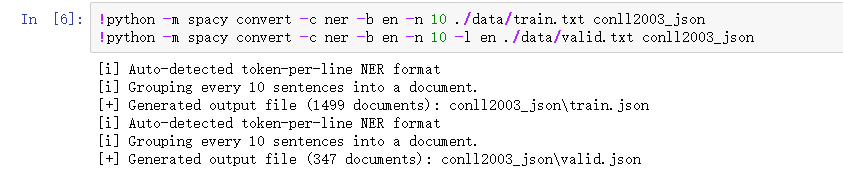 In [6]: !python -m spacy convert -c ner -b en -n 10 ./data/train.txt conll2003_json
!python -m spacy convert -c ner -b en -n 10 -l en ./data/valid.txt conll2003_json
[i] Auto-detected token-per-line NER format
[i] Grouping every 10 sentences into a document.
[+] Generated output file (1499 documents): conll2003_json\train.json
[i] Auto-detected token-per-line NER format
[i] Grouping every 10 sentences into a document.
[+] Generated output file (347 documents): conll2003_json\valid.json